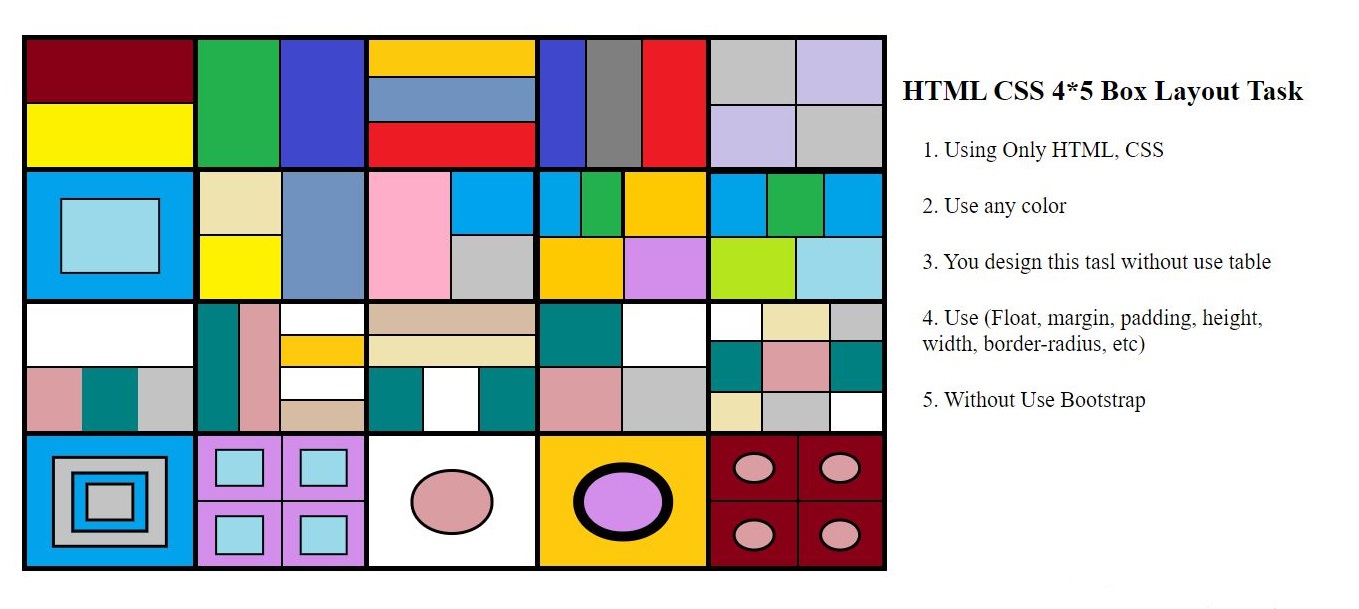 HTML CSS 4*5 Box Layout Task
1. Using Only HTML, CSS
2. Use any color
3. You design this tasl without use table
4. Use (Float, margin, padding, height,
width, border-radius, etc)
5. Without Use Bootstrap